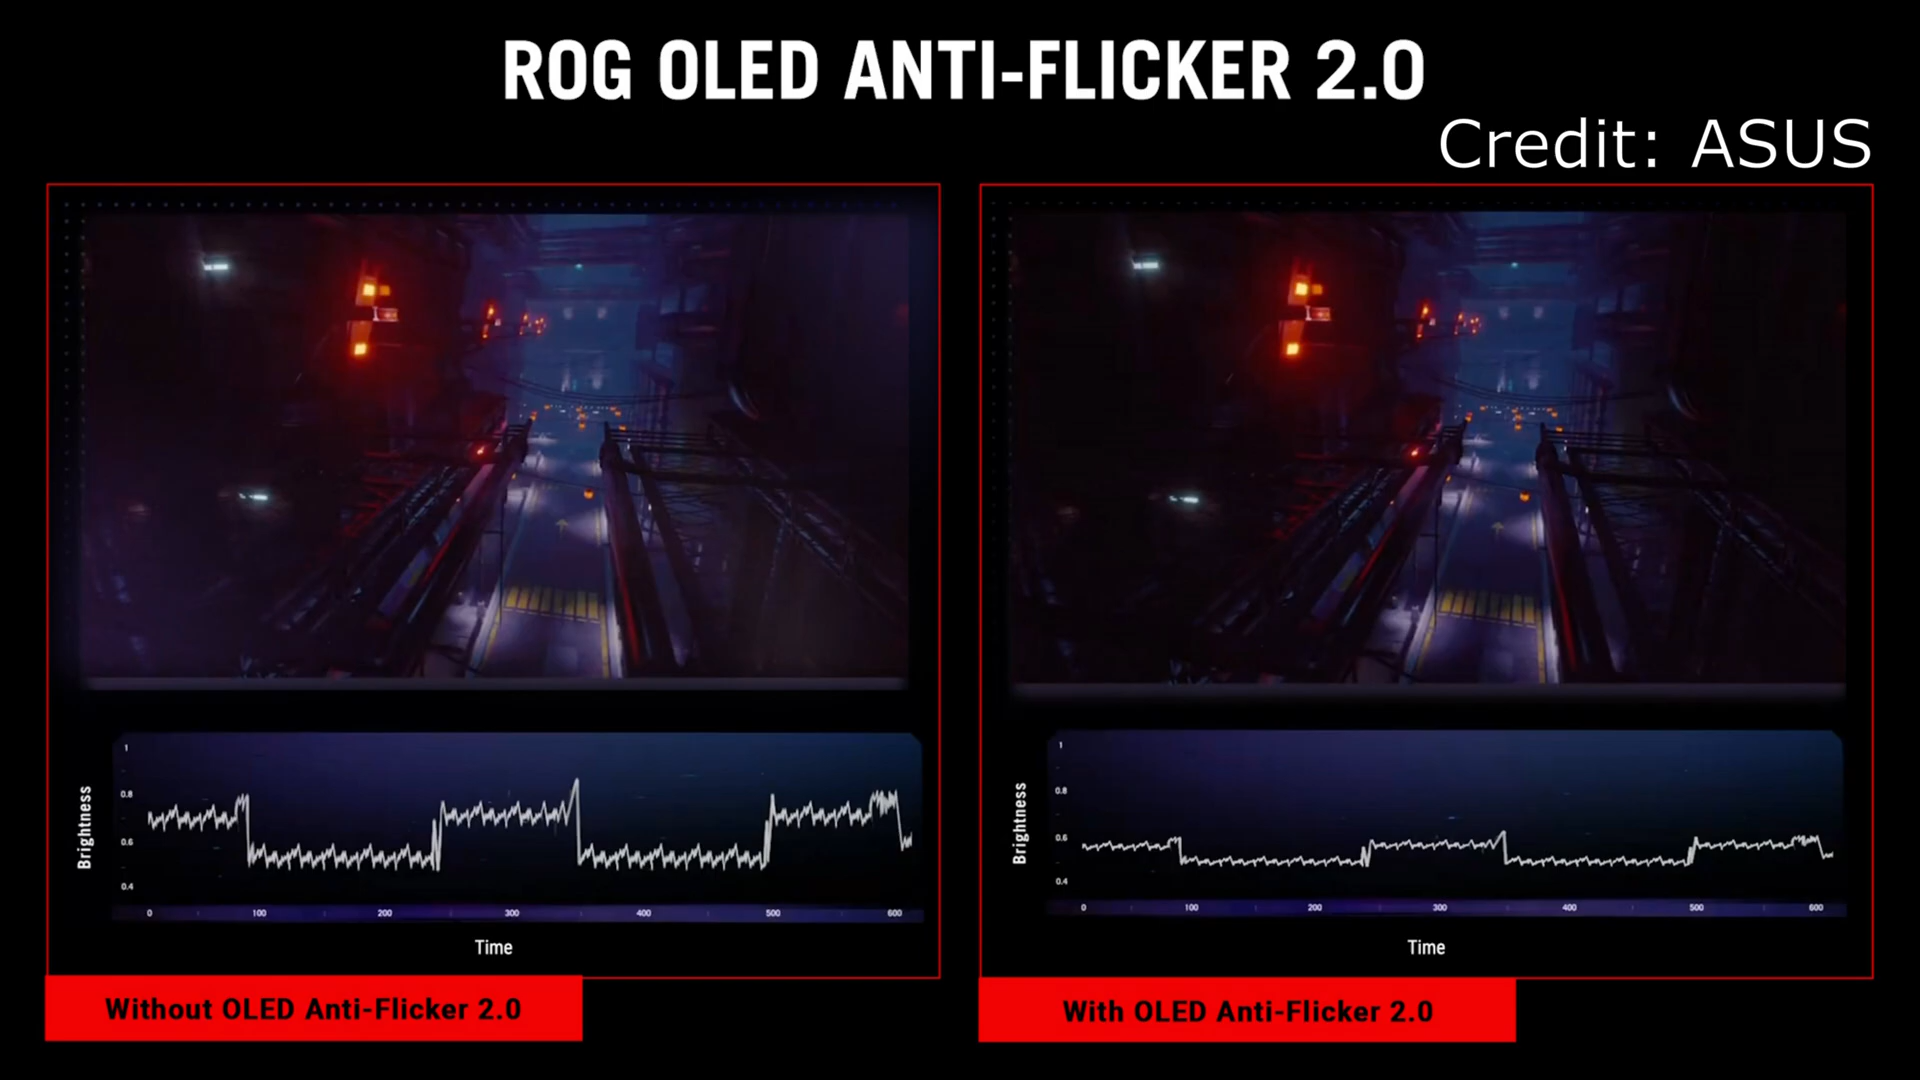 ROG OLED ANTI-FLICKER 2.0
Credit: ASUS
1
0.8
0.6
0.4
Brightness
0 100 200 300 400 500 600
Time
Without OLED Anti-Flicker 2.0
1
0.8
0.6
0.4
Brightness
0 100 200 300 400 500 600
Time
With OLED Anti-Flicker 2.0